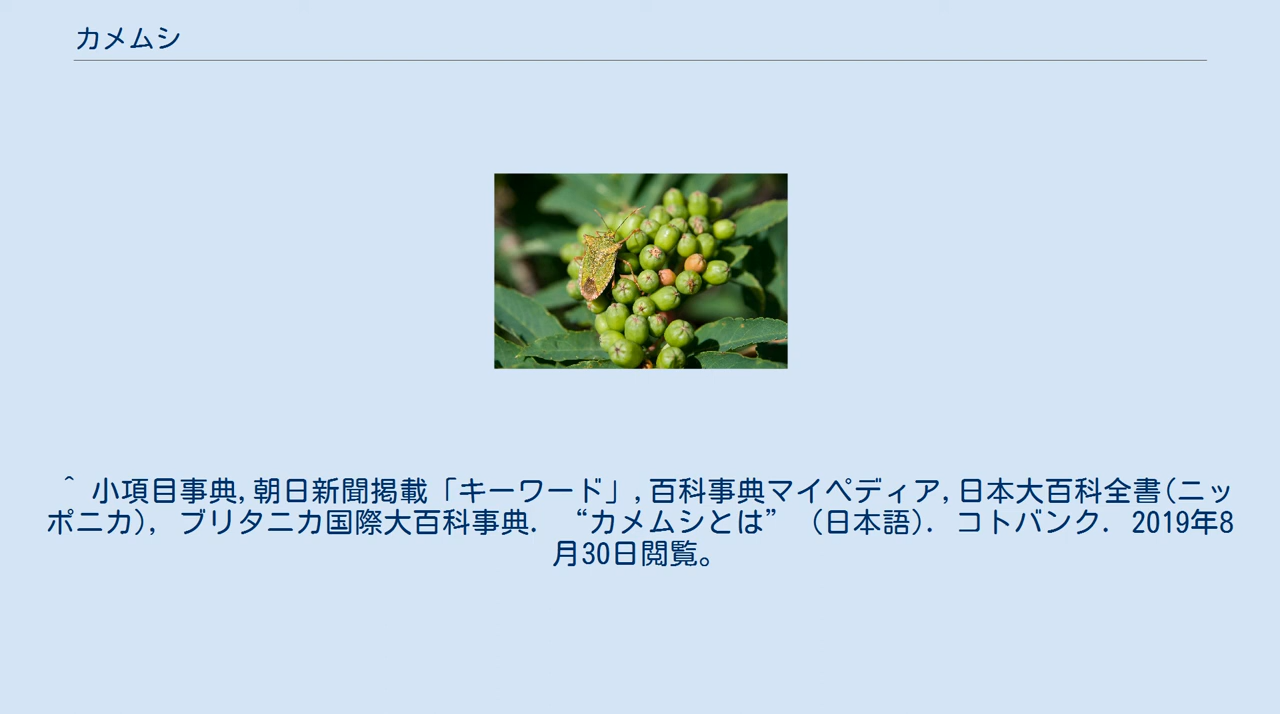 カメムシ
^ 小項目事典,朝日新聞掲載「キーワード」,百科事典マイペディア,日本大百科全書(ニッ
ポニカ), ブリタニカ国際大百科事典. “カメムシとは” (日本語). コトバンク. 2019年8
月30日閲覧。